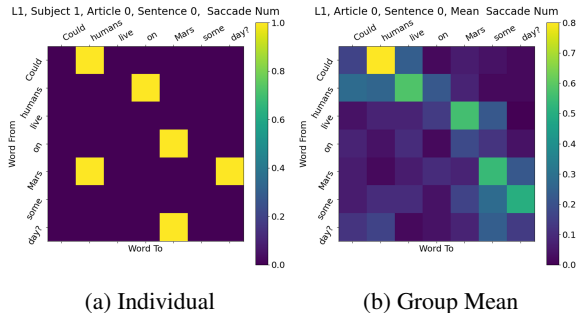 L1, Subject 1, Article 0, Sentence 0, Saccade Num
Could humans live on Mars some day?
Word From
Could
humans
live
on
Mars
some
day?
Word To
1.0
0.8
0.6
0.4
0.2
0.0
(a) Individual
L1, Article 0, Sentence 0, Mean Saccade Num
Could humans live on Mars some day?
Word From
Could
humans
live
on
Mars
some
day?
Word To
0.8
0.7
0.6
0.5
0.4
0.3
0.2
0.1
0.0
(b) Group Mean